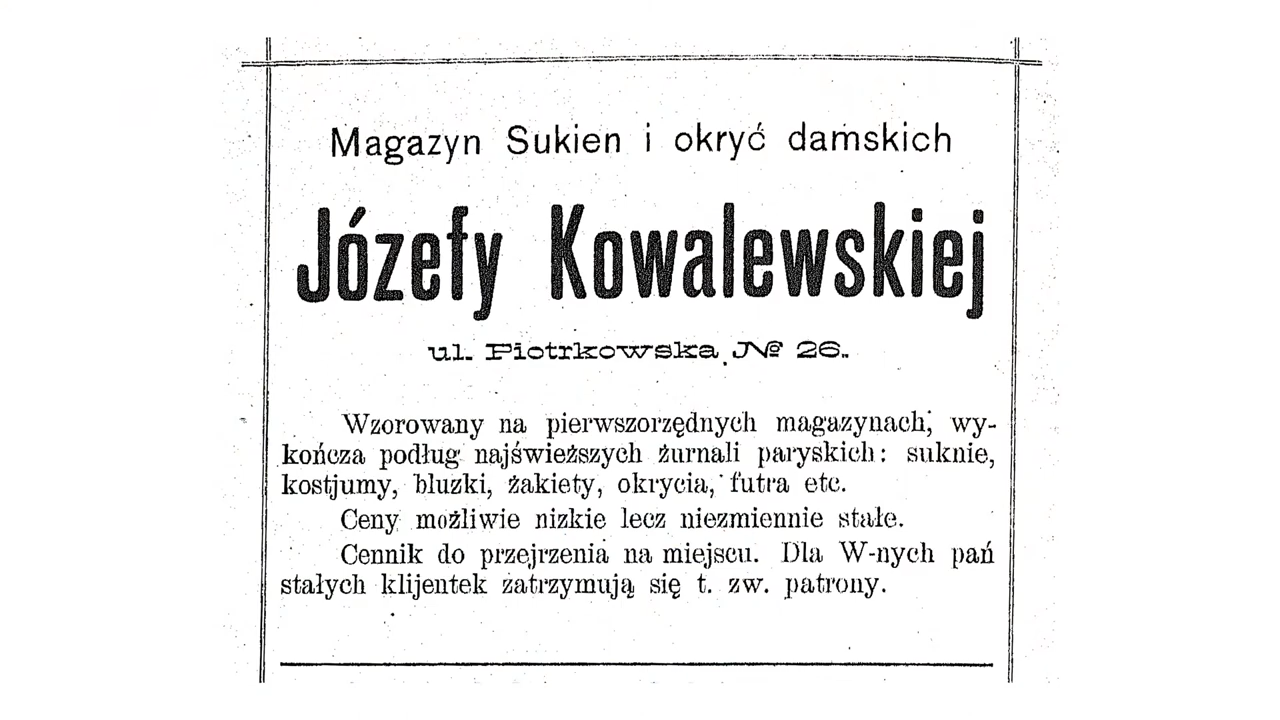 Magazyn Sukien i okryć damskich
Józefy Kowalewskiej
ul. Piotrkowska № 26.
Wzorowany na pierwszorzędnych magazynach, wy-
kończa podług najświeższych żurnali paryskich: suknie,
kostjumy, bluzki, żakiety, okrycia, futra etc.
Ceny możliwie nizkie lecz niezmiennie stałe.
Cennik do przejrzenia na miejscu. Dla W-nych pań
stałych klijentek zatrzymują się t. zw. patrony.